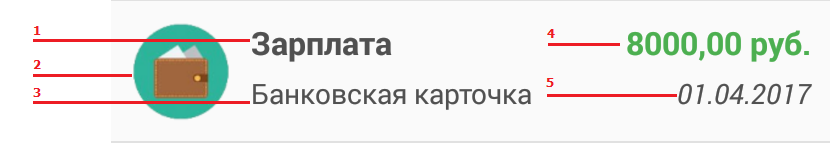 1 Зарплата 4 8000,00 руб.
2
3 Банковская карточка 5 01.04.2017